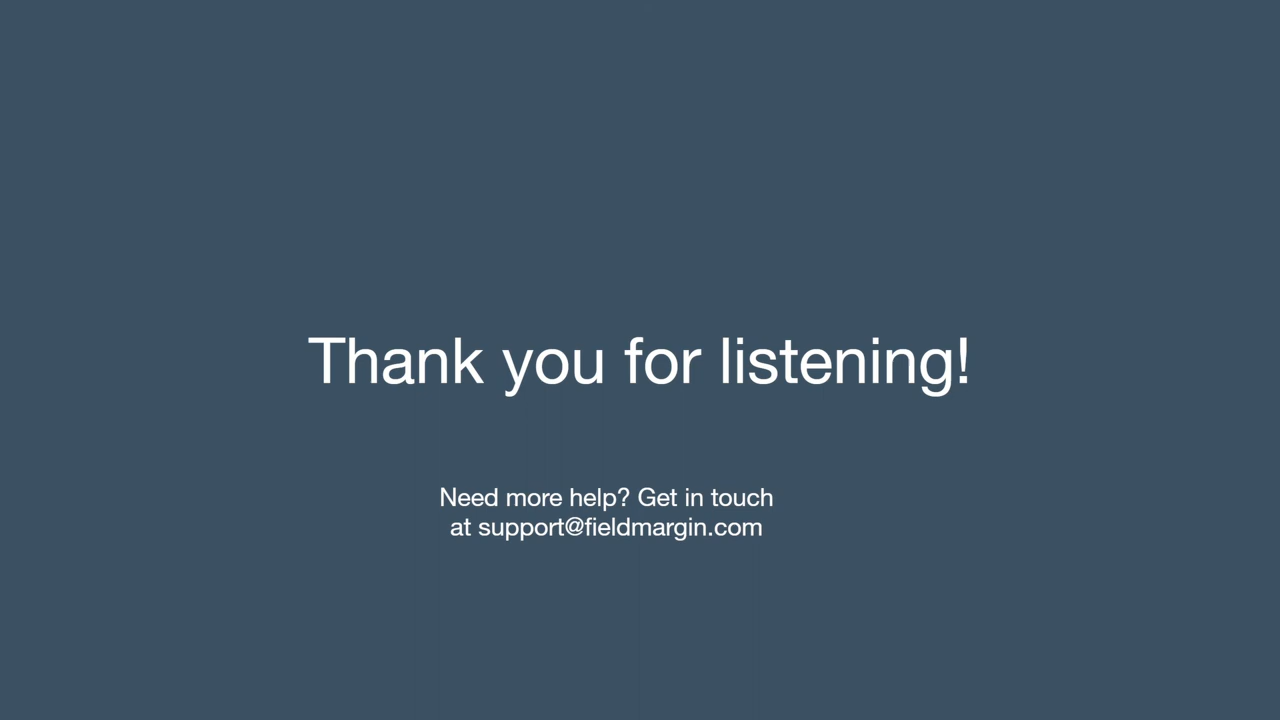 Thank you for listening!
Need more help? Get in touch
at support@fieldmargin.com